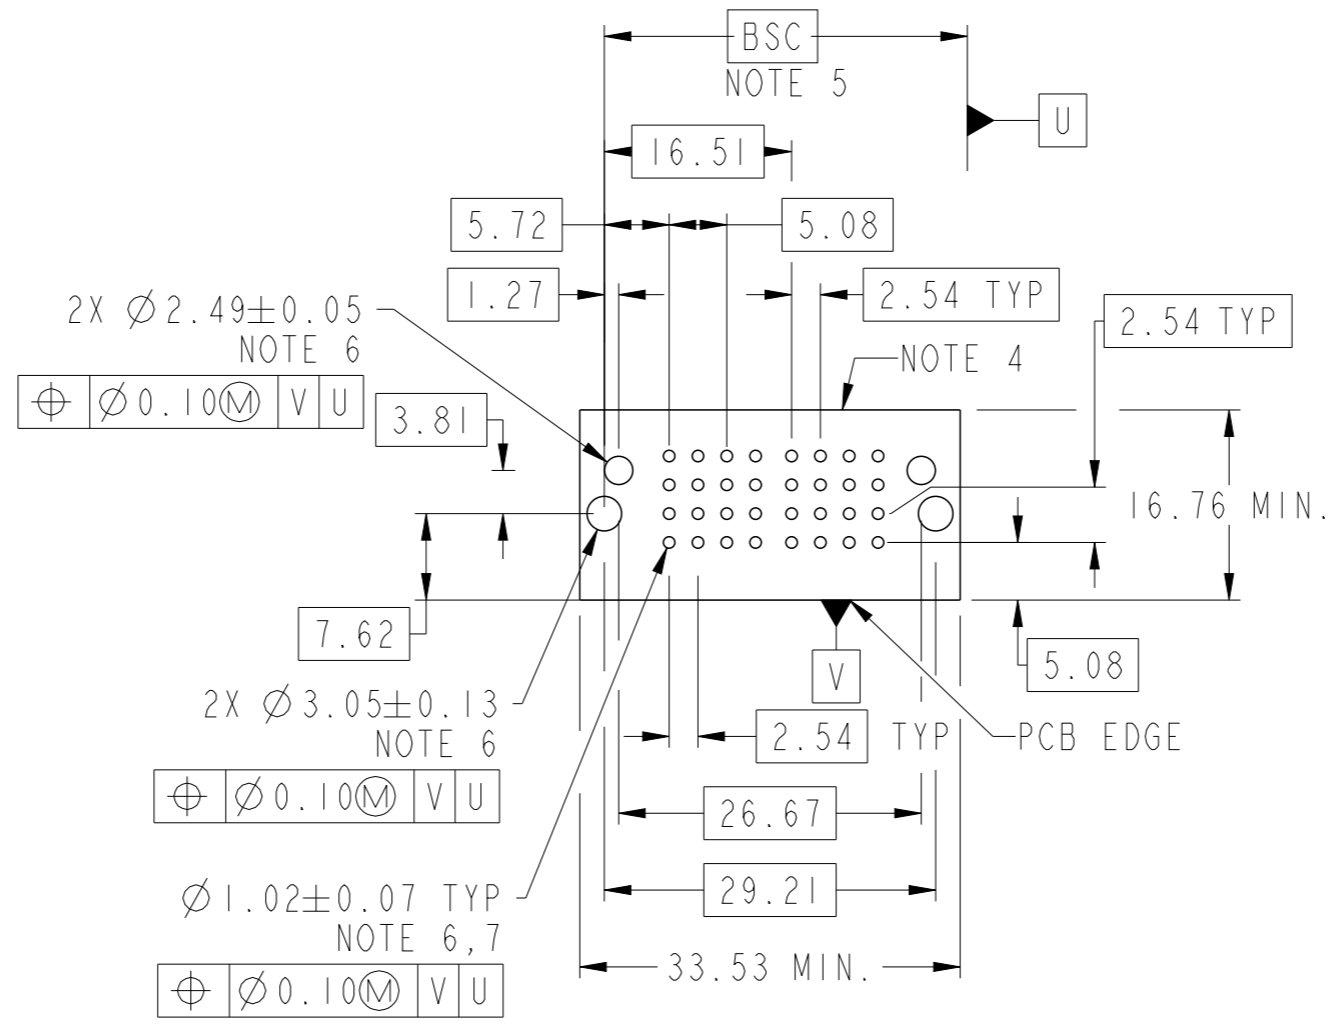 BSC
NOTE 5
U
16.51
5.72
5.08
1.27
2.54 TYP
2.54 TYP
2X ⌀2.49±0.05
NOTE 6
⌖ ⌀0.10Ⓜ V U
NOTE 4
3.81
16.76 MIN.
7.62
5.08
V
2X ⌀3.05±0.13
NOTE 6
⌖ ⌀0.10Ⓜ V U
2.54 TYP
PCB EDGE
26.67
⌀1.02±0.07 TYP
NOTE 6,7
⌖ ⌀0.10Ⓜ V U
29.21
33.53 MIN.